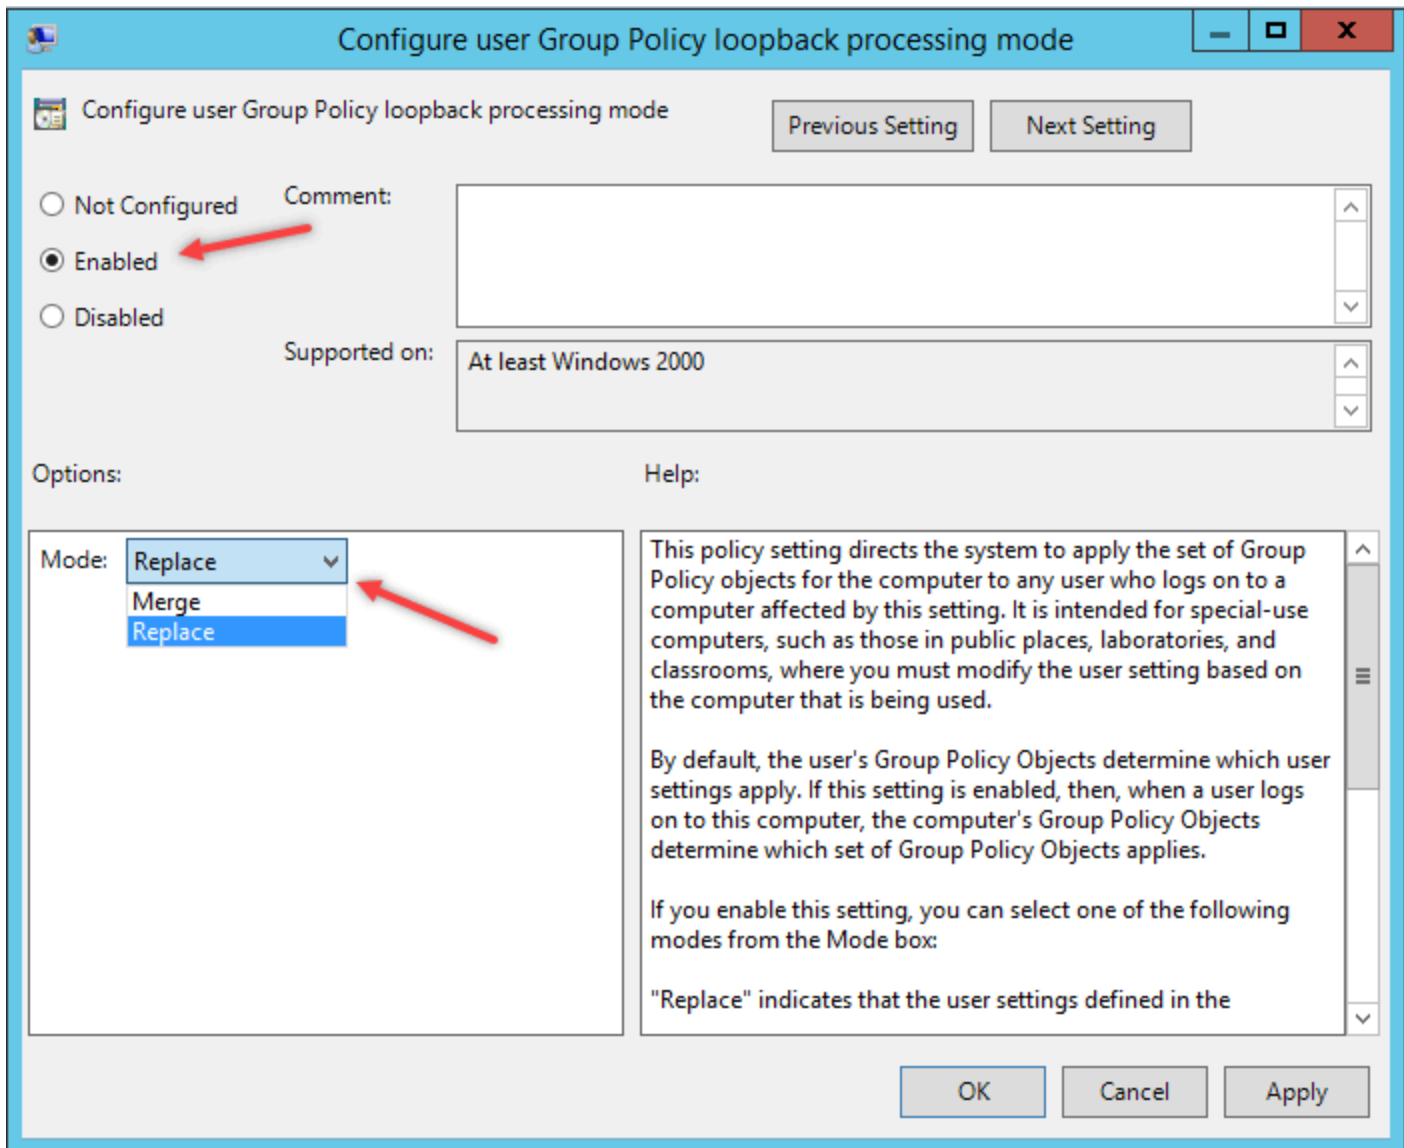 Configure user Group Policy loopback processing mode
X
Configure user Group Policy loopback processing mode
Previous Setting
Next Setting
Not Configured
Enabled
Disabled
Comment:
Supported on:
At least Windows 2000
Options:
Help:
Mode:
Replace
Merge
Replace
This policy setting directs the system to apply the set of Group
Policy objects for the computer to any user who logs on to a
computer affected by this setting. It is intended for special-use
computers, such as those in public places, laboratories, and
classrooms, where you must modify the user setting based on
the computer that is being used.
By default, the user's Group Policy Objects determine which user
settings apply. If this setting is enabled, then, when a user logs
on to this computer, the computer's Group Policy Objects
determine which set of Group Policy Objects applies.
If you enable this setting, you can select one of the following
modes from the Mode box:
"Replace" indicates that the user settings defined in the
OK
Cancel
Apply